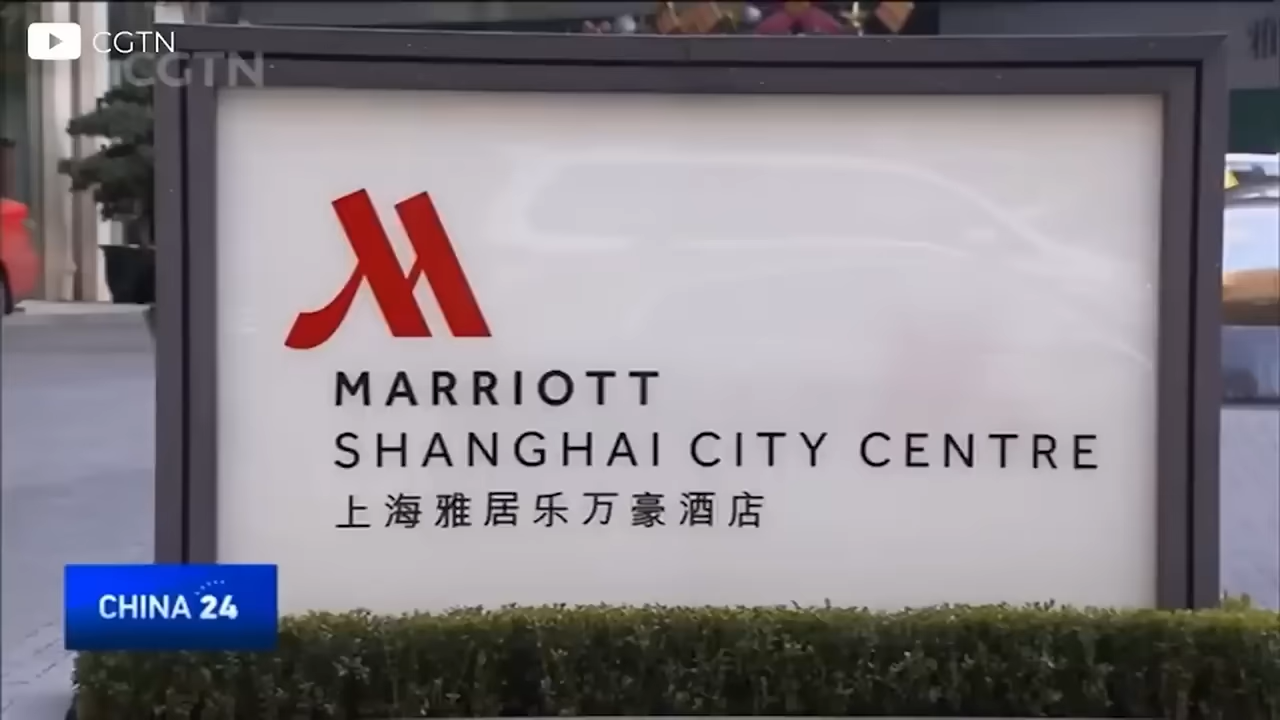 CGTN
CGTN
MARRIOTT
SHANGHAI CITY CENTRE
上海雅居乐万豪酒店
CHINA 24